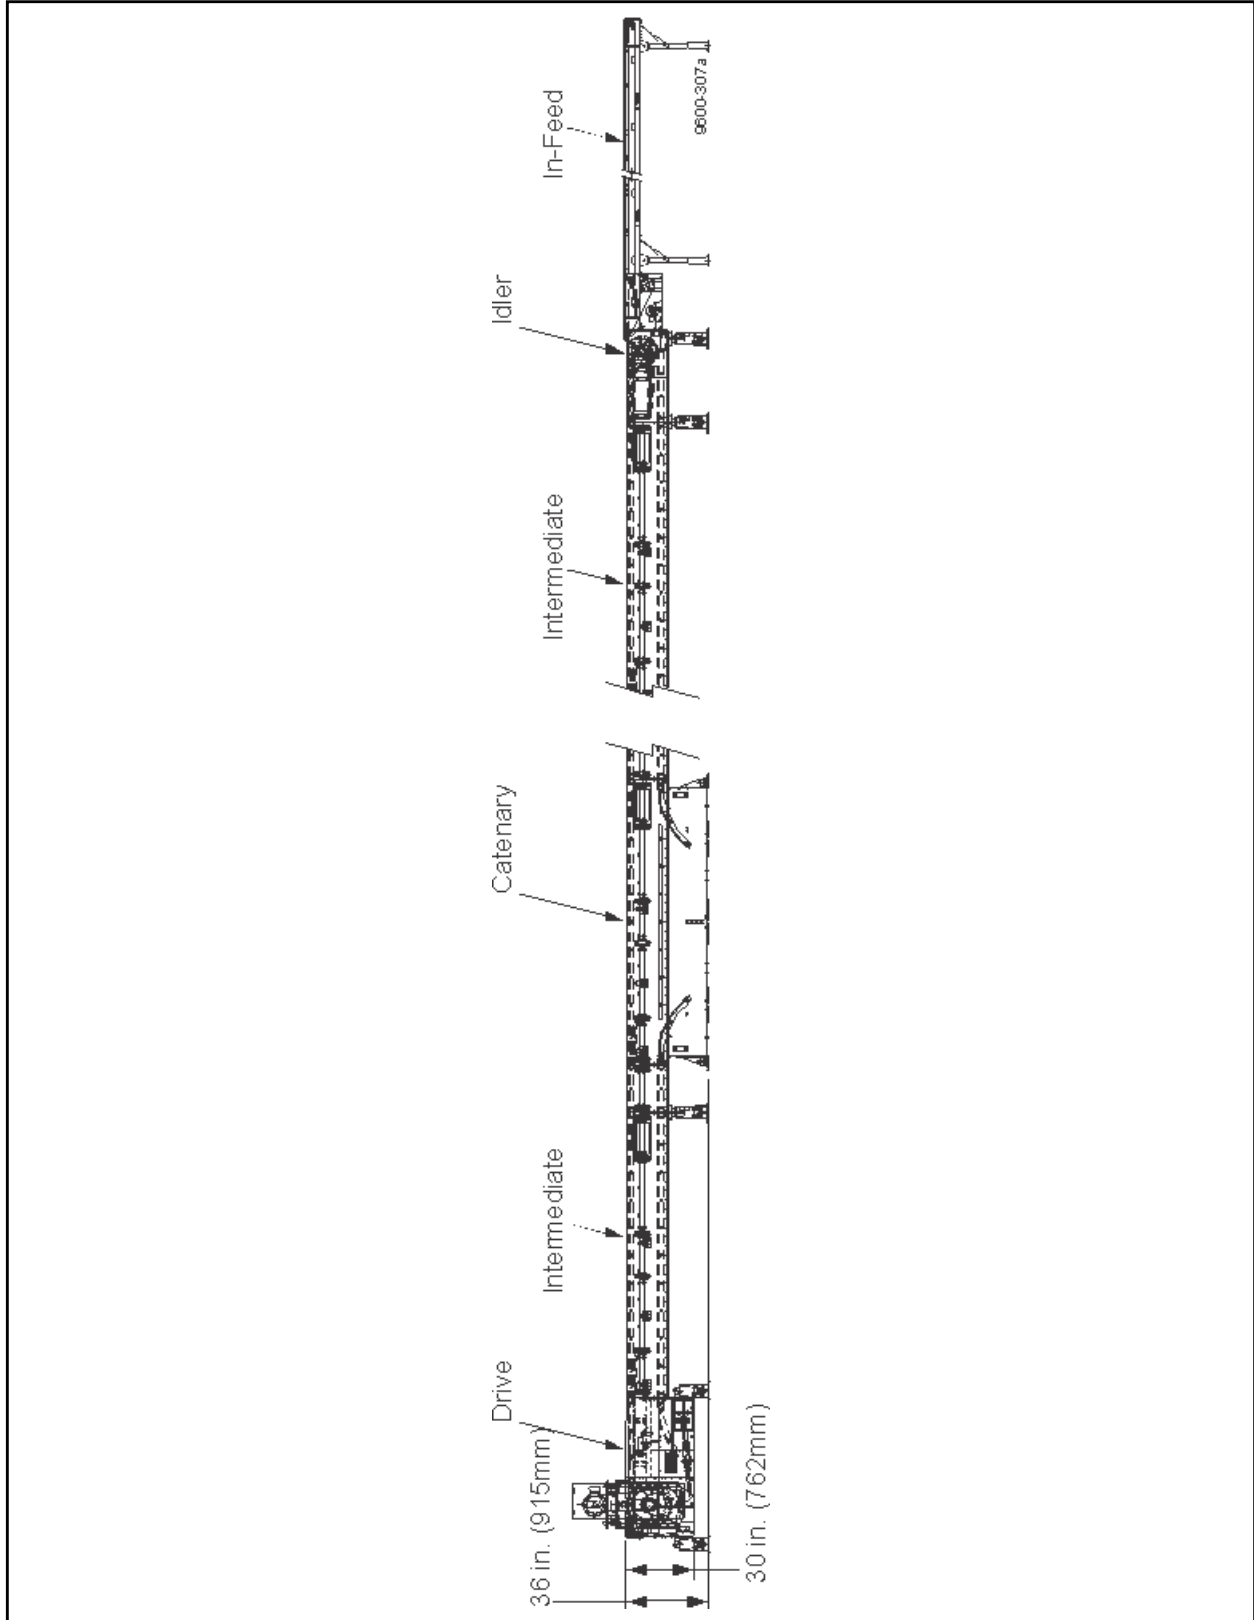 36 in. (915mm)
30 in. (762mm)
Drive
Intermediate
Catenary
Intermediate
Idler
In-Feed
9600-307a